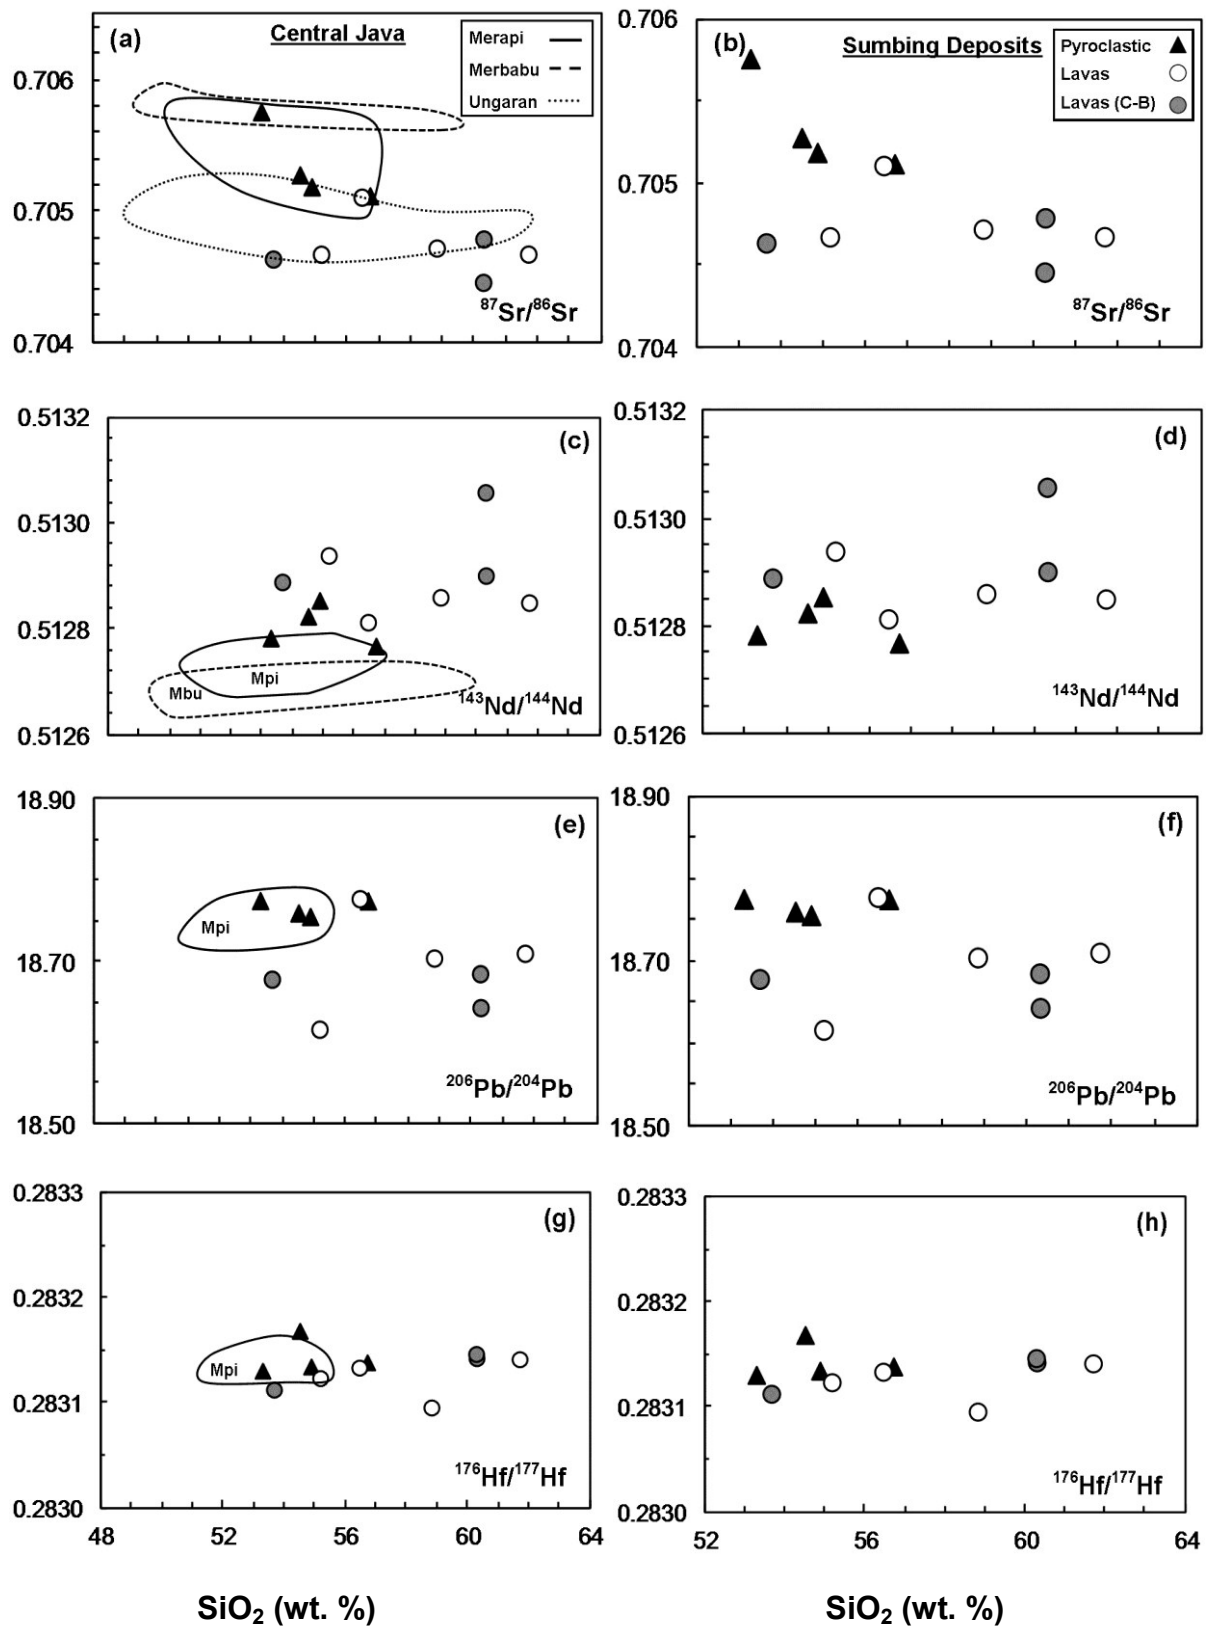 (a)
Central Java
Merapi
Merbabu
Ungaran
0.706
0.705
0.704
⁸⁷Sr/⁸⁶Sr
(b)
Sumbing Deposits
Pyroclastic
Lavas
Lavas (C-B)
0.706
0.705
0.704
⁸⁷Sr/⁸⁶Sr
(c)
0.5132
0.5130
0.5128
0.5126
Mpi
Mbu
¹⁴³Nd/¹⁴⁴Nd
(d)
0.5132
0.5130
0.5128
0.5126
¹⁴³Nd/¹⁴⁴Nd
(e)
18.90
18.70
18.50
Mpi
²⁰⁶Pb/²⁰⁴Pb
(f)
18.90
18.70
18.50
²⁰⁶Pb/²⁰⁴Pb
(g)
0.2833
0.2832
0.2831
0.2830
Mpi
¹⁷⁶Hf/¹⁷⁷Hf
48 52 56 60 64
SiO₂ (wt. %)
(h)
0.2833
0.2832
0.2831
0.2830
¹⁷⁶Hf/¹⁷⁷Hf
52 56 60 64
SiO₂ (wt. %)